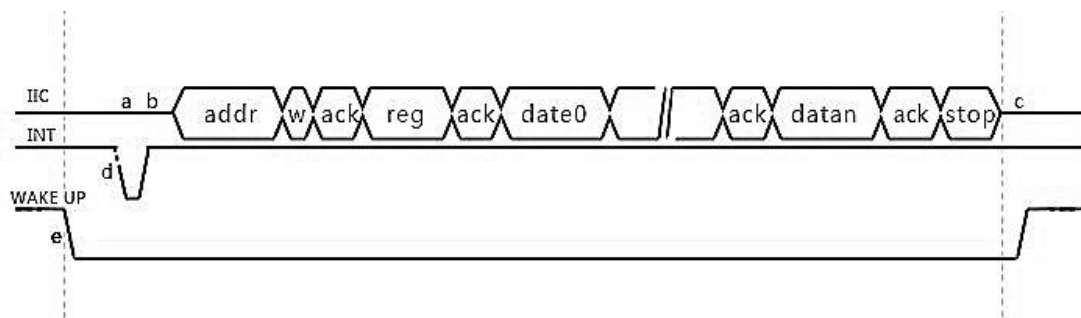 IIC
a b c
addr w ack reg ack date0 ack datan ack stop
INT
d
WAKE UP
e